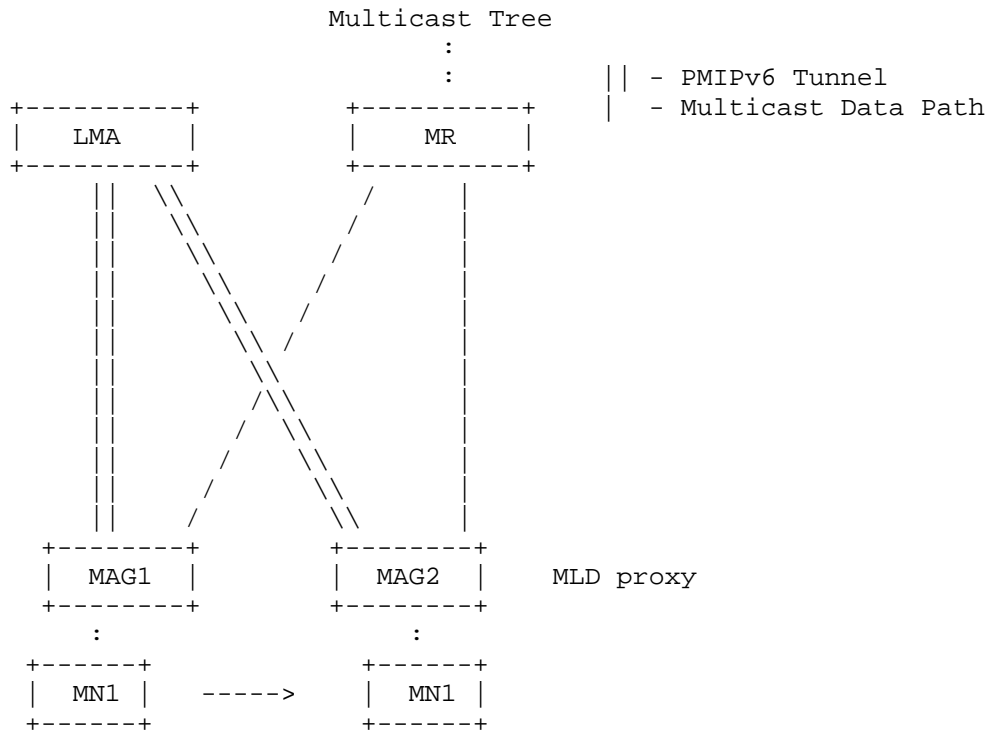 Multicast Tree
:
: || - PMIPv6 Tunnel
| - Multicast Data Path
LMA MR
MAG1 MAG2 MLD proxy
: :
MN1 -----> MN1